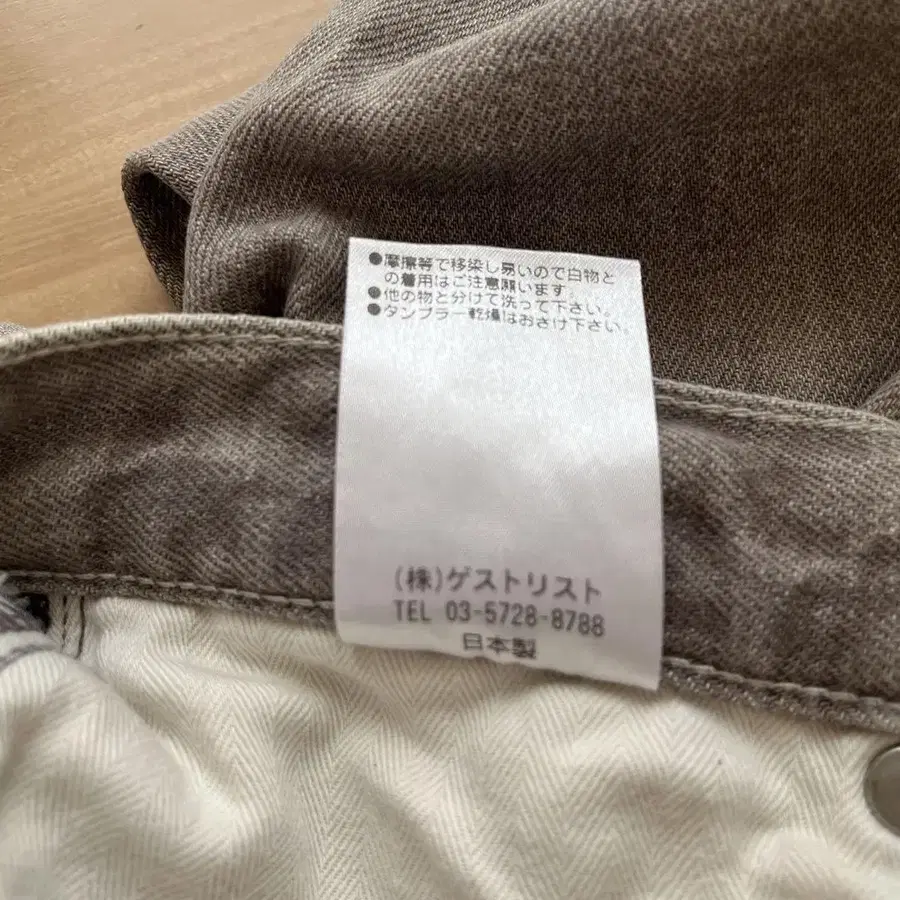 ●摩擦等で移染し易いので白物と
の着用はご注意願います。
●他の物と分けて洗って下さい。
●タンブラー乾燥はおさけ下さい。
(株)ゲストリスト
TEL 03-5728-8788
日本製